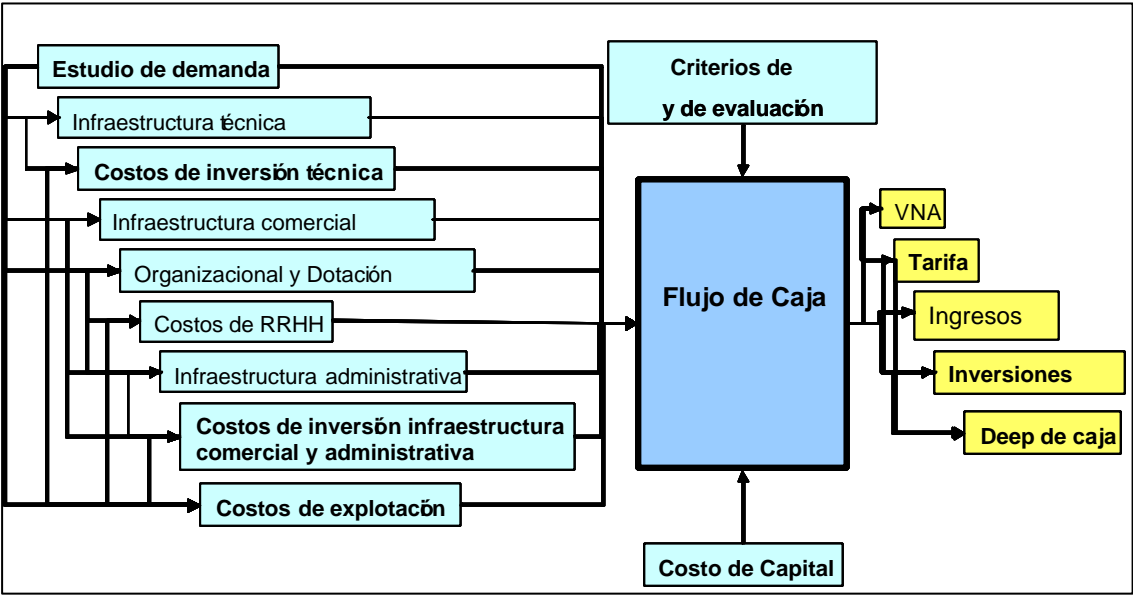 Estudio de demanda
Infraestructura técnica
Costos de inversión técnica
Infraestructura comercial
Organizacional y Dotación
Costos de RRHH
Infraestructura administrativa
Costos de inversión infraestructura
comercial y administrativa
Costos de explotación
Criterios de
y de evaluación
Flujo de Caja
Costo de Capital
VNA
Tarifa
Ingresos
Inversiones
Deep de caja